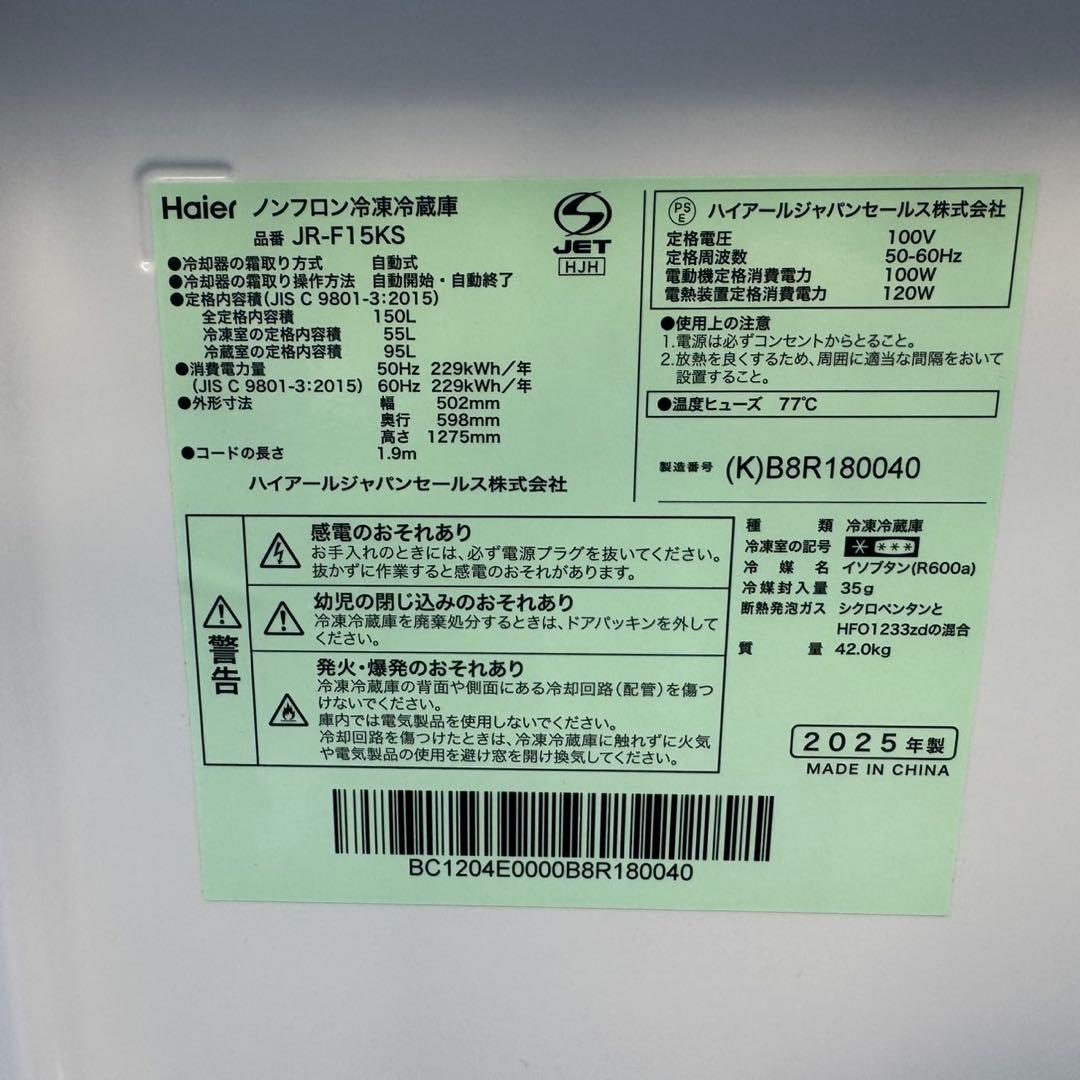 Haier ノンフロン冷凍冷蔵庫
品番 JR-F15KS
●冷却器の霜取り方式 自動式
●冷却器の霜取り操作方法 自動開始・自動終了
●定格内容積(JIS C 9801-3:2015)
全定格内容積 150L
冷凍室の定格内容積 55L
冷蔵室の定格内容積 95L
●消費電力量 50Hz 229kWh/年
(JIS C 9801-3:2015) 60Hz 229kWh/年
●外形寸法 幅 502mm
奥行 598mm
高さ 1275mm
●コードの長さ 1.9m
ハイアールジャパンセールス株式会社
JET
HJH
PSE ハイアールジャパンセールス株式会社
定格電圧 100V
定格周波数 50-60Hz
電動機定格消費電力 100W
電熱装置定格消費電力 120W
●使用上の注意
1.電源は必ずコンセントからとること。
2.放熱を良くするため、周囲に適当な間隔をおいて
設置すること。
●温度ヒューズ 77℃
製造番号 (K)B8R180040
警告
感電のおそれあり
お手入れのときには、必ず電源プラグを抜いてください。
抜かずに作業すると感電のおそれがあります。
幼児の閉じ込みのおそれあり
冷凍冷蔵庫を廃棄処分するときは、ドアパッキンを外して
ください。
発火・爆発のおそれあり
冷凍冷蔵庫の背面や側面にある冷却回路(配管)を傷つ
けないでください。
庫内では電気製品を使用しないでください。
冷却回路を傷つけたときは、冷凍冷蔵庫に触れずに火気
や電気製品の使用を避け窓を開け換気してください。
種類 冷凍冷蔵庫
冷凍室の記号 * ***
冷媒名 イソブタン(R600a)
冷媒封入量 35g
断熱発泡ガス シクロペンタンと
HFO1233zdの混合
質量 42.0kg
2025年製
MADE IN CHINA
BC1204E0000B8R180040